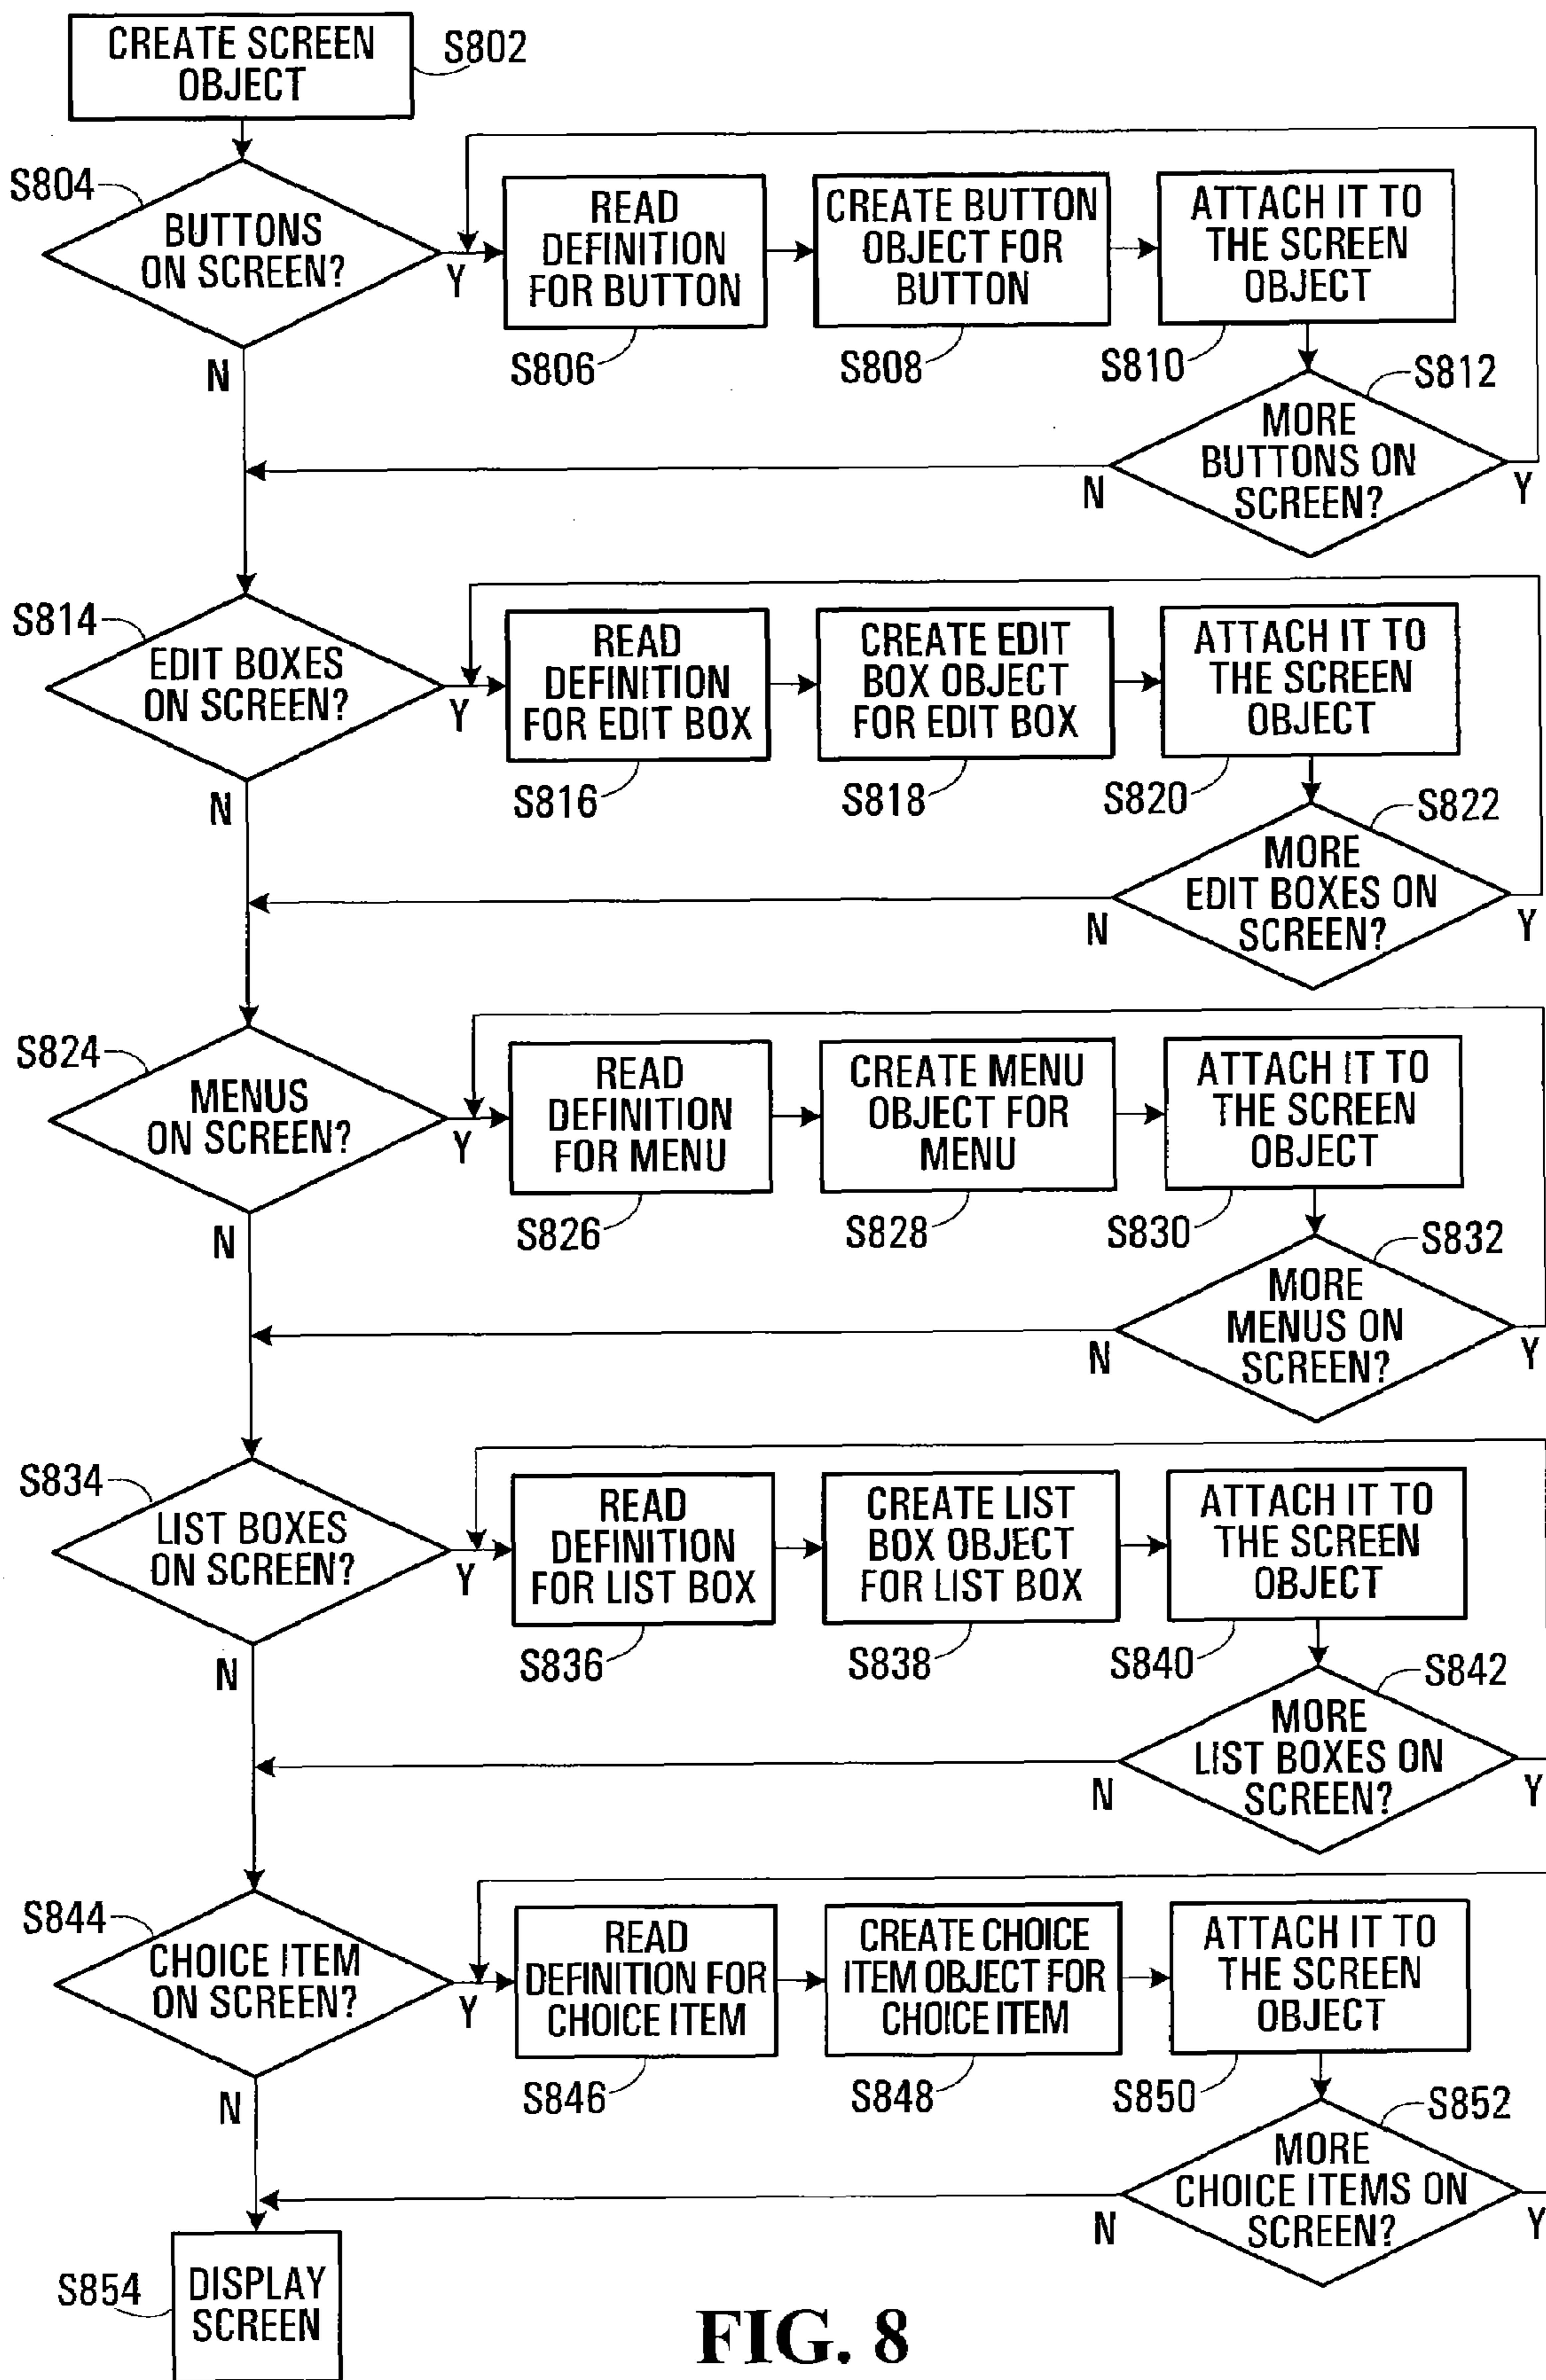 CREATE SCREEN
OBJECT
S802
S804
BUTTONS
ON SCREEN?
Y
N
READ
DEFINITION
FOR BUTTON
S806
CREATE BUTTON
OBJECT FOR
BUTTON
S808
ATTACH IT TO
THE SCREEN
OBJECT
S810
S812
MORE
BUTTONS ON
SCREEN?
N
Y
S814
EDIT BOXES
ON SCREEN?
Y
N
READ
DEFINITION
FOR EDIT BOX
S816
CREATE EDIT
BOX OBJECT
FOR EDIT BOX
S818
ATTACH IT TO
THE SCREEN
OBJECT
S820
S822
MORE
EDIT BOXES ON
SCREEN?
N
Y
S824
MENUS
ON SCREEN?
Y
N
READ
DEFINITION
FOR MENU
S826
CREATE MENU
OBJECT FOR
MENU
S828
ATTACH IT TO
THE SCREEN
OBJECT
S830
S832
MORE
MENUS ON
SCREEN?
N
Y
S834
LIST BOXES
ON SCREEN?
Y
N
READ
DEFINITION
FOR LIST BOX
S836
CREATE LIST
BOX OBJECT
FOR LIST BOX
S838
ATTACH IT TO
THE SCREEN
OBJECT
S840
S842
MORE
LIST BOXES ON
SCREEN?
N
Y
S844
CHOICE ITEM
ON SCREEN?
Y
N
READ
DEFINITION FOR
CHOICE ITEM
S846
CREATE CHOICE
ITEM OBJECT FOR
CHOICE ITEM
S848
ATTACH IT TO
THE SCREEN
OBJECT
S850
S852
MORE
CHOICE ITEMS ON
SCREEN?
N
Y
S854
DISPLAY
SCREEN
FIG. 8